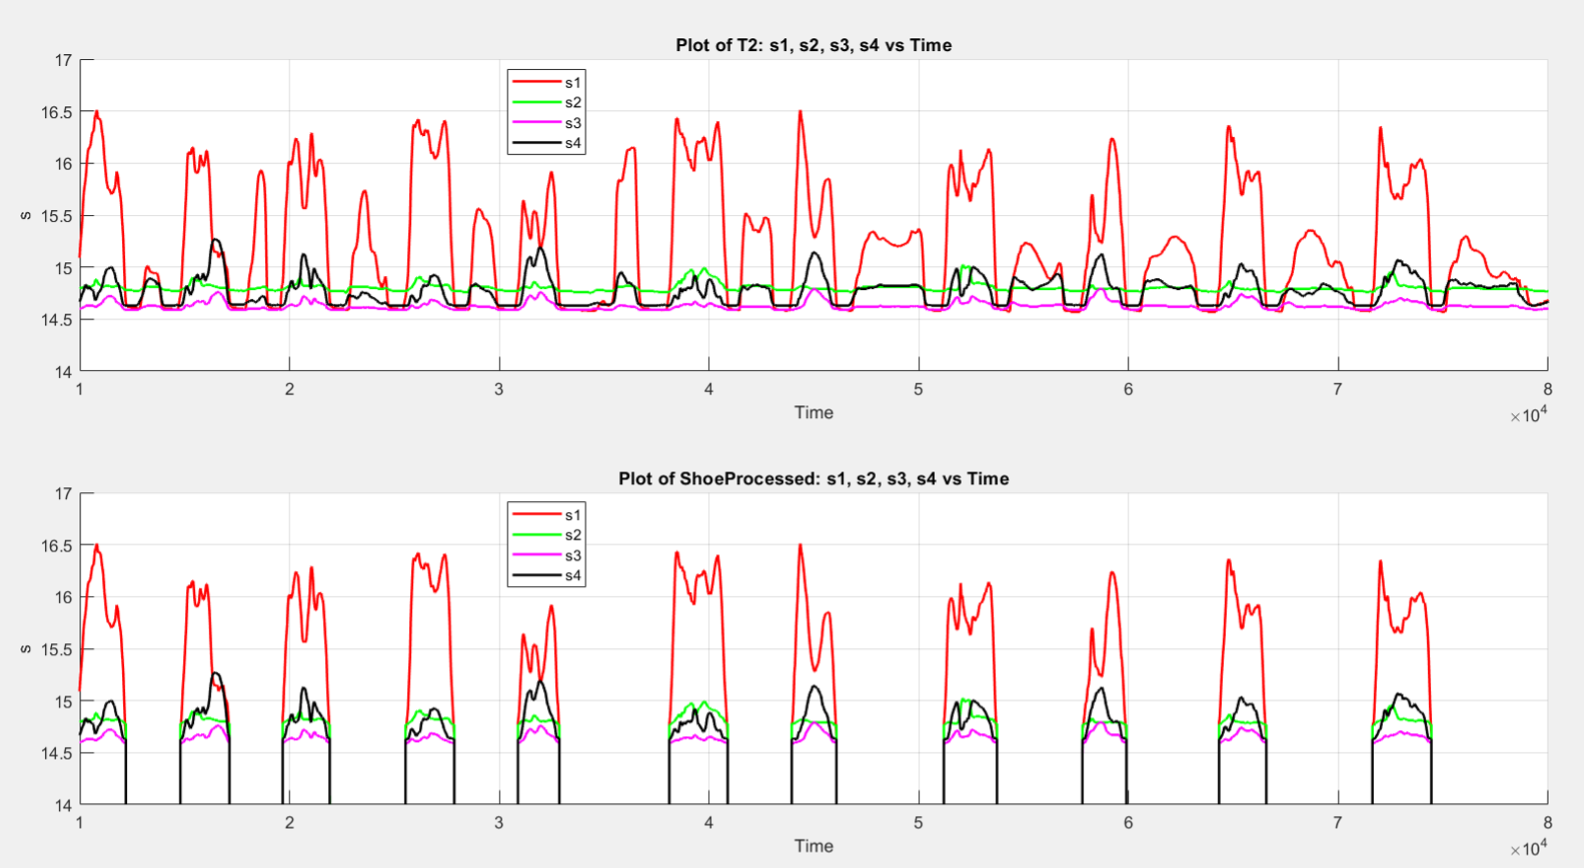 Plot of T2: s1, s2, s3, s4 vs Time
17
16.5
16
15.5
15
14.5
14
s
s1
s2
s3
s4
1 2 3 4 5 6 7 8
Time
×10^4
Plot of ShoeProcessed: s1, s2, s3, s4 vs Time
17
16.5
16
15.5
15
14.5
14
s
s1
s2
s3
s4
1 2 3 4 5 6 7 8
Time
×10^4